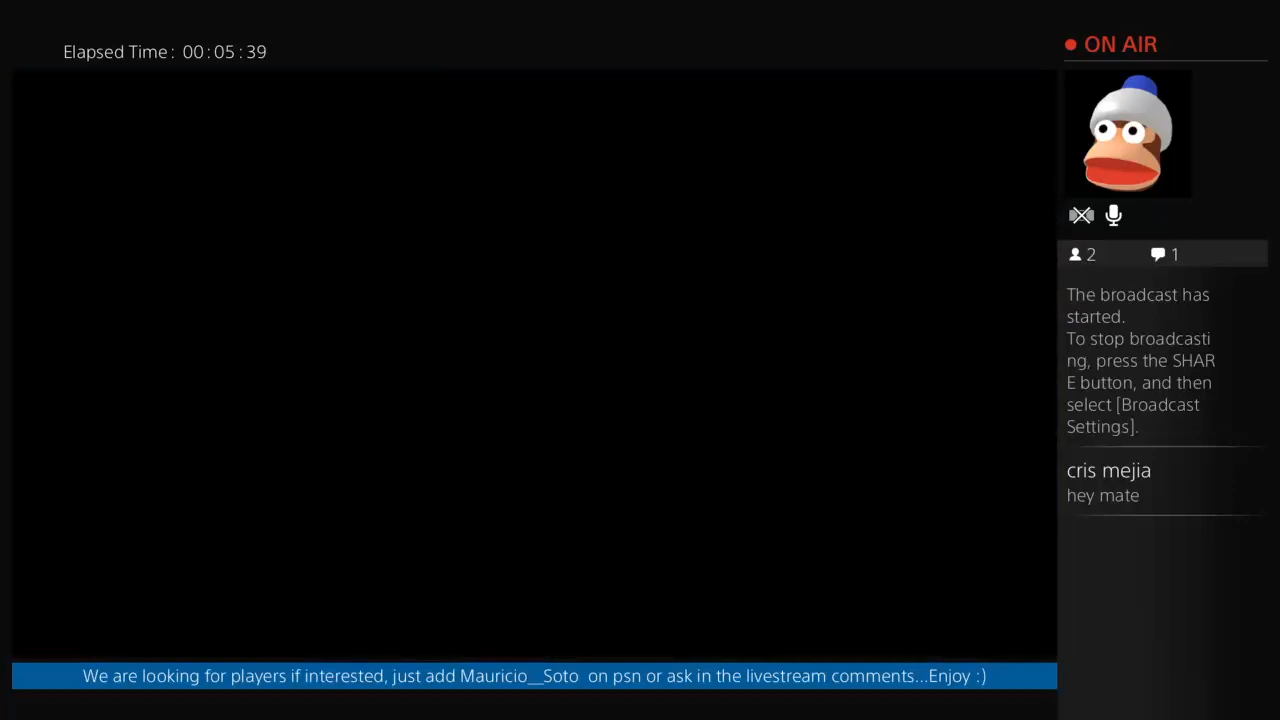 Elapsed Time: 00:05:39
ON AIR
2 1
The broadcast has
started.
To stop broadcasti
ng, press the SHAR
E button, and then
select [Broadcast
Settings].
cris mejia
hey mate
We are looking for players if interested, just add Mauricio__Soto on psn or ask in the livestream comments...Enjoy :)